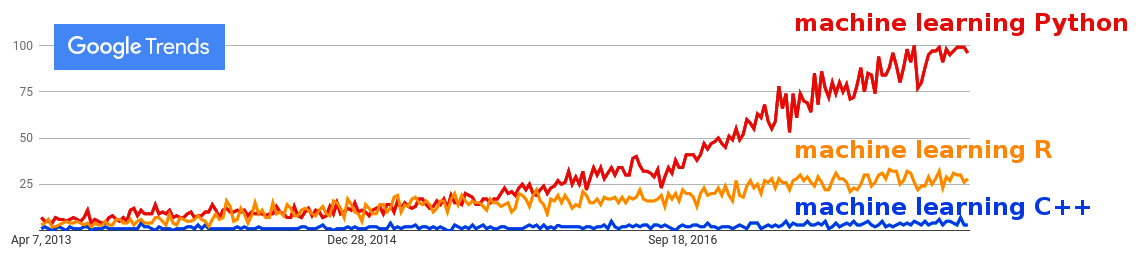 machine learning Python
Google Trends
100
75
50
machine learning R
25
machine learning C++
Apr 7, 2013
Dec 28, 2014
Sep 18, 2016